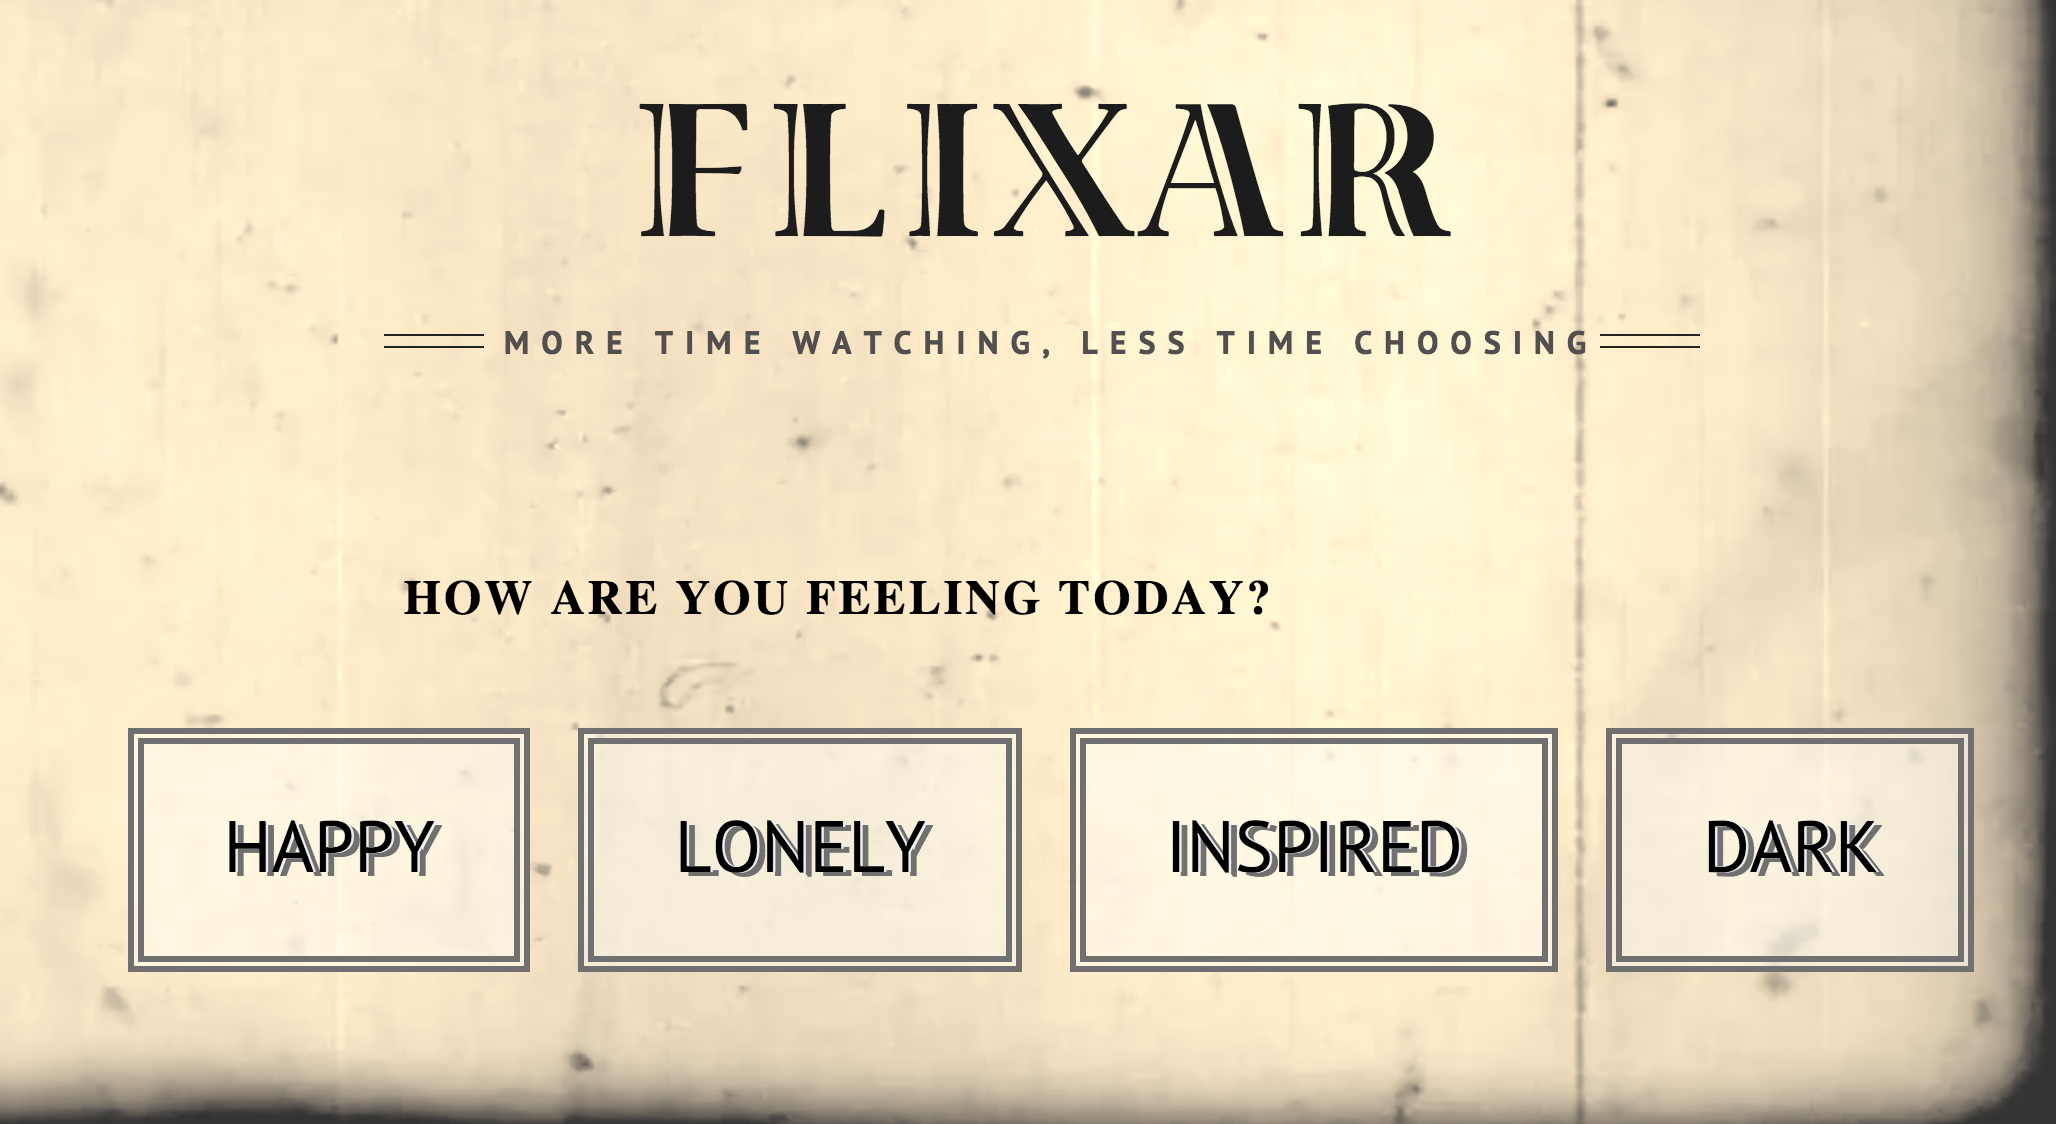 FLIXAR
MORE TIME WATCHING, LESS TIME CHOOSING
HOW ARE YOU FEELING TODAY?
HAPPY
LONELY
INSPIRED
DARK